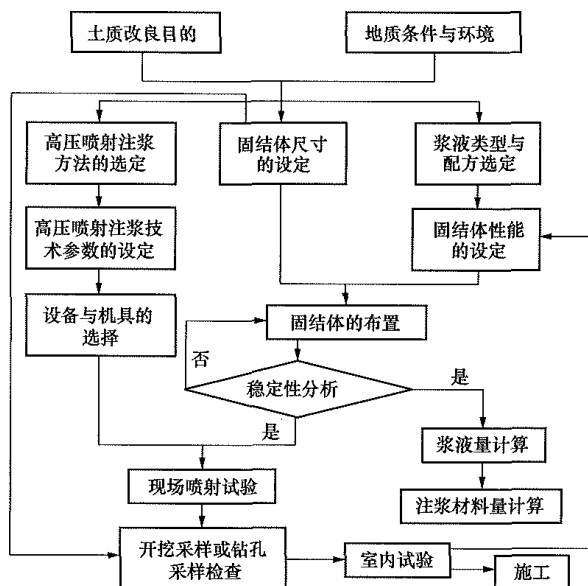 土质改良目的
地质条件与环境
高压喷射注浆
方法的选定
固结体尺寸
的设定
浆液类型与
配方选定
高压喷射注浆技
术参数的设定
固结体性能
的设定
设备与机具的
选择
固结体的布置
否
稳定性分析
是
是
浆液量计算
现场喷射试验
注浆材料量计算
开挖采样或钻孔
采样检查
室内试验
施工